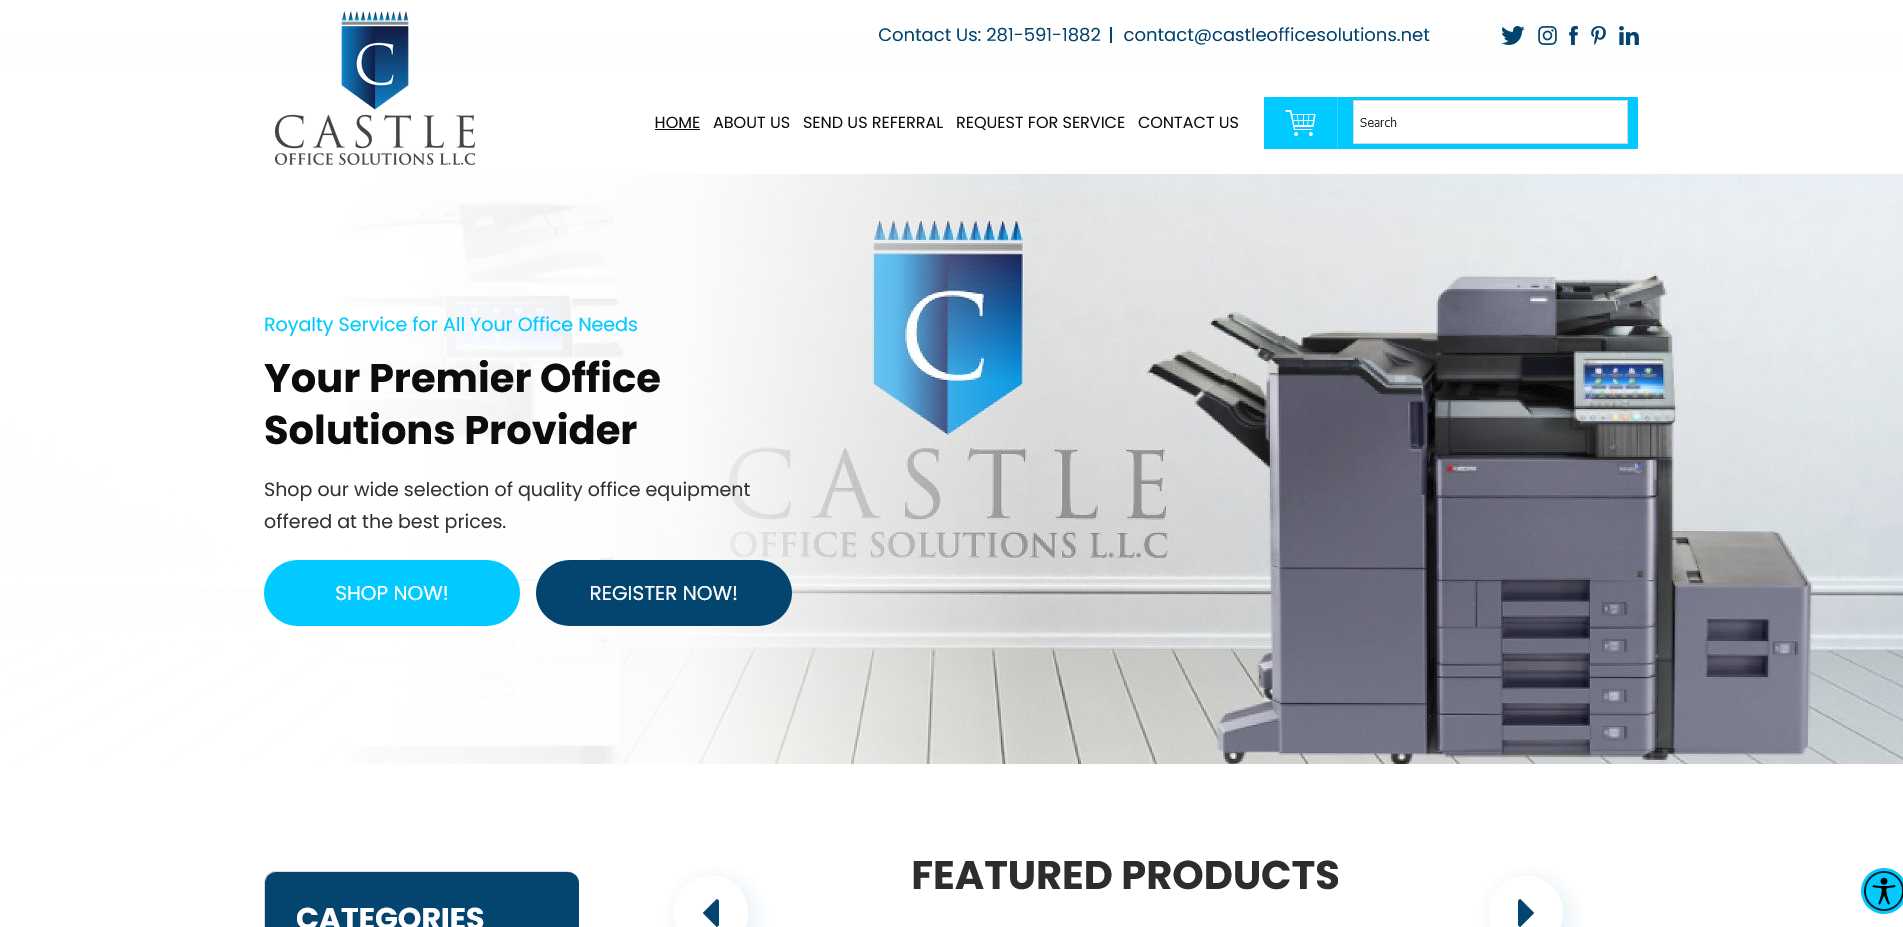 C
CASTLE
OFFICE SOLUTIONS L.L.C
Contact Us: 281-591-1882 | contact@castleofficesolutions.net
HOME ABOUT US SEND US REFERRAL REQUEST FOR SERVICE CONTACT US
Search
Royalty Service for All Your Office Needs
Your Premier Office
Solutions Provider
Shop our wide selection of quality office equipment
offered at the best prices.
SHOP NOW! REGISTER NOW!
C
CASTLE
OFFICE SOLUTIONS L.L.C
KYOCERA
CATEGORIES
FEATURED PRODUCTS